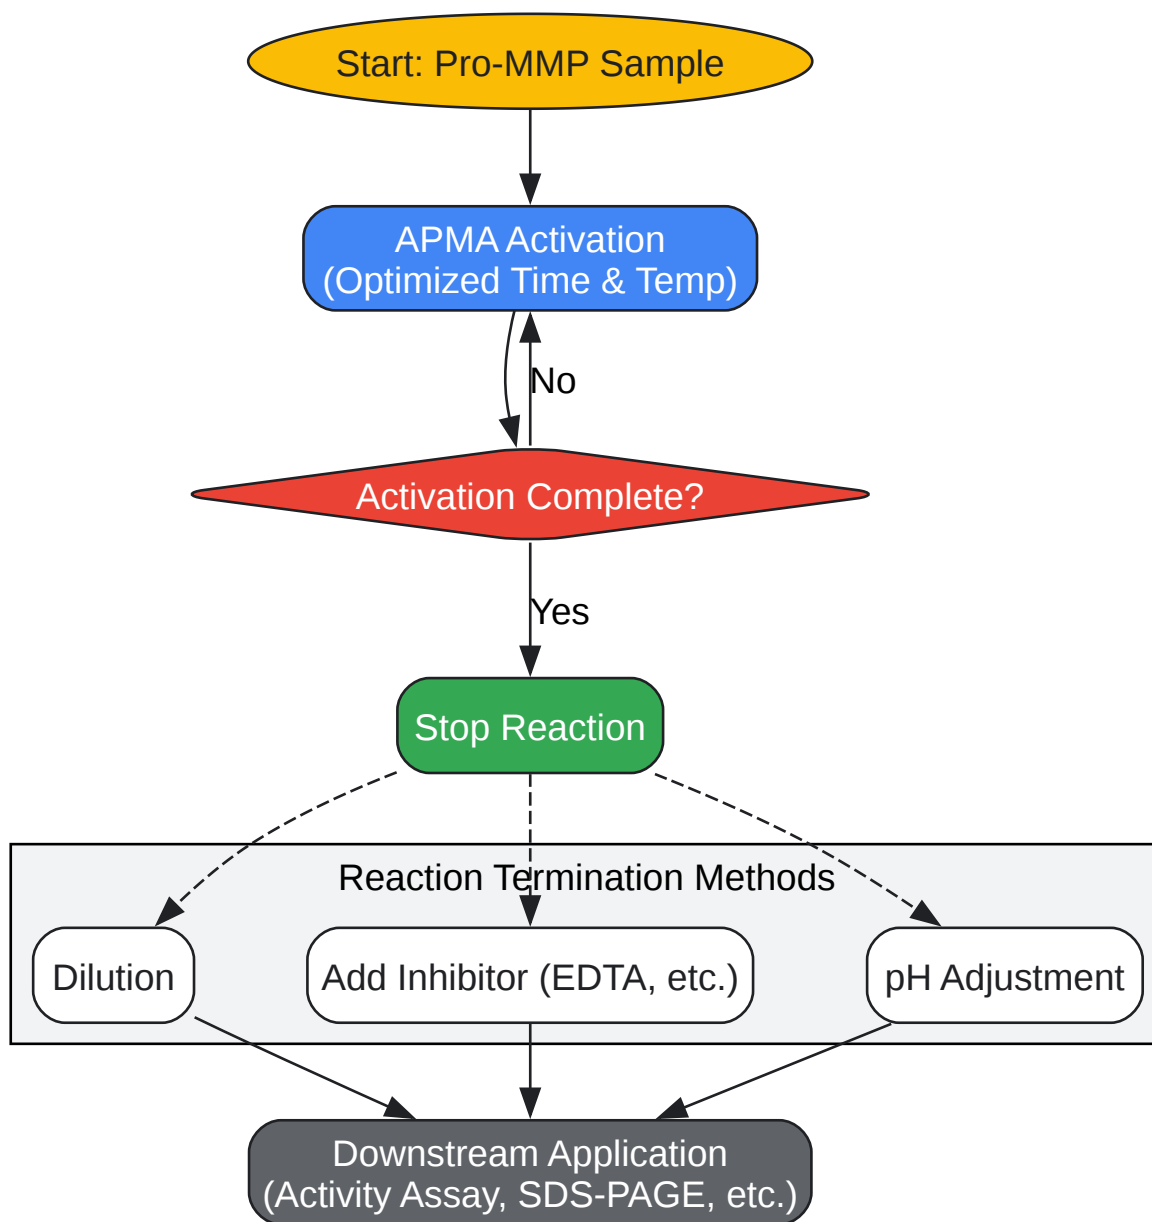 Start: Pro-MMP Sample
APMA Activation
(Optimized Time & Temp)
No
Activation Complete?
Yes
Stop Reaction
Reaction Termination Methods
Dilution
Add Inhibitor (EDTA, etc.)
pH Adjustment
Downstream Application
(Activity Assay, SDS-PAGE, etc.)